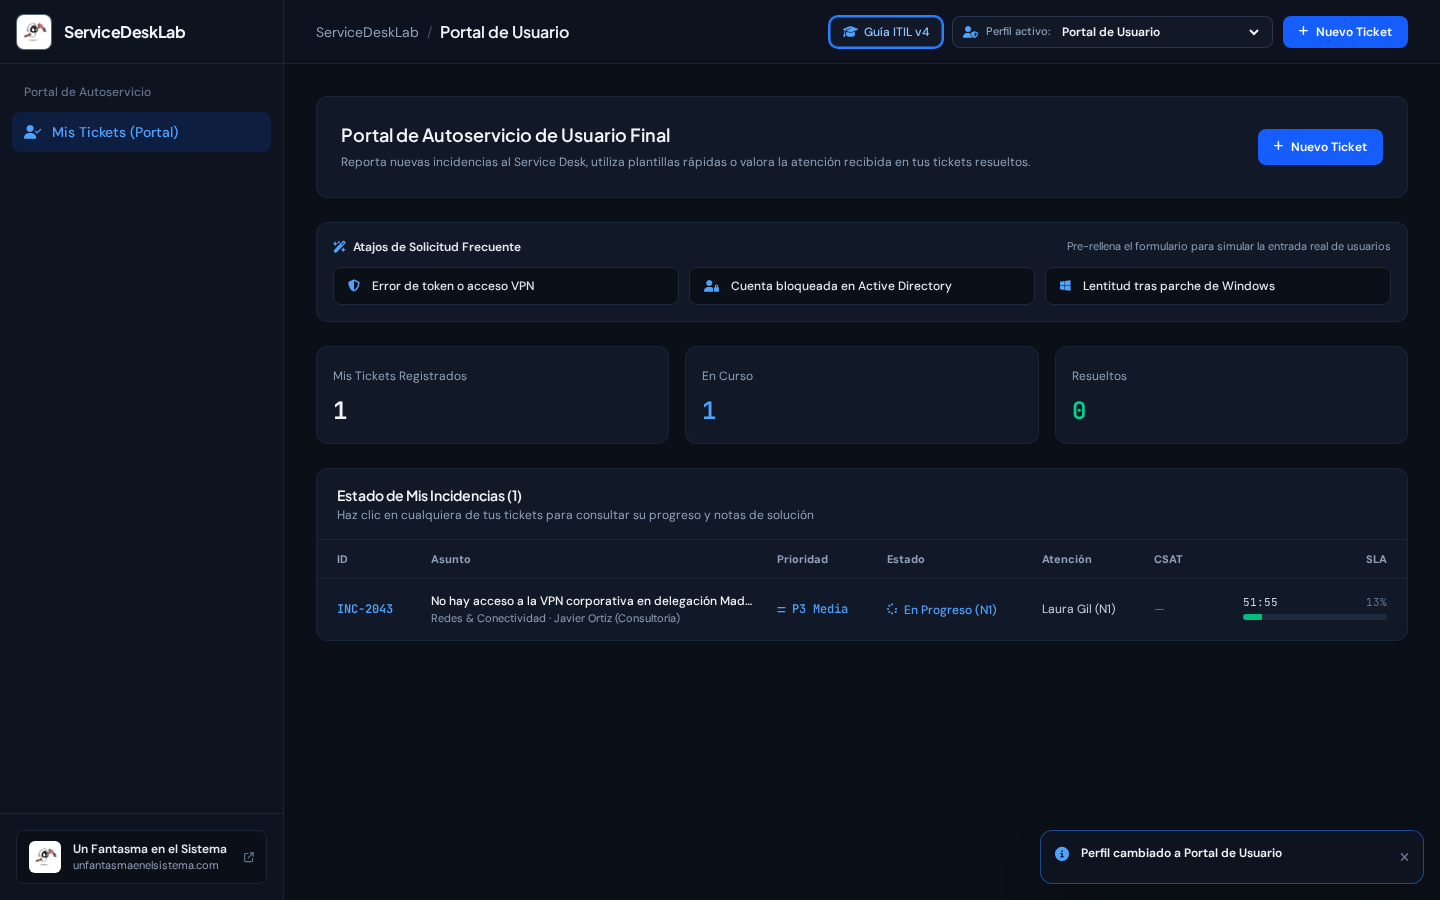 ServiceDeskLab
ServiceDeskLab / Portal de Usuario
Guía ITIL v4
Perfil activo: Portal de Usuario
+ Nuevo Ticket
Portal de Autoservicio
Mis Tickets (Portal)
Portal de Autoservicio de Usuario Final
Reporta nuevas incidencias al Service Desk, utiliza plantillas rápidas o valora la atención recibida en tus tickets resueltos.
+ Nuevo Ticket
Atajos de Solicitud Frecuente
Pre-rellena el formulario para simular la entrada real de usuarios
Error de token o acceso VPN
Cuenta bloqueada en Active Directory
Lentitud tras parche de Windows
Mis Tickets Registrados
1
En Curso
1
Resueltos
0
Estado de Mis Incidencias (1)
Haz clic en cualquiera de tus tickets para consultar su progreso y notas de solución
ID Asunto Prioridad Estado Atención CSAT SLA
INC-2043
No hay acceso a la VPN corporativa en delegación Mad...
Redes & Conectividad · Javier Ortiz (Consultoría)
P3 Media
En Progreso (N1)
Laura Gil (N1)
—
51:55 13%
Un Fantasma en el Sistema
unfantasmaenelsistema.com
Perfil cambiado a Portal de Usuario